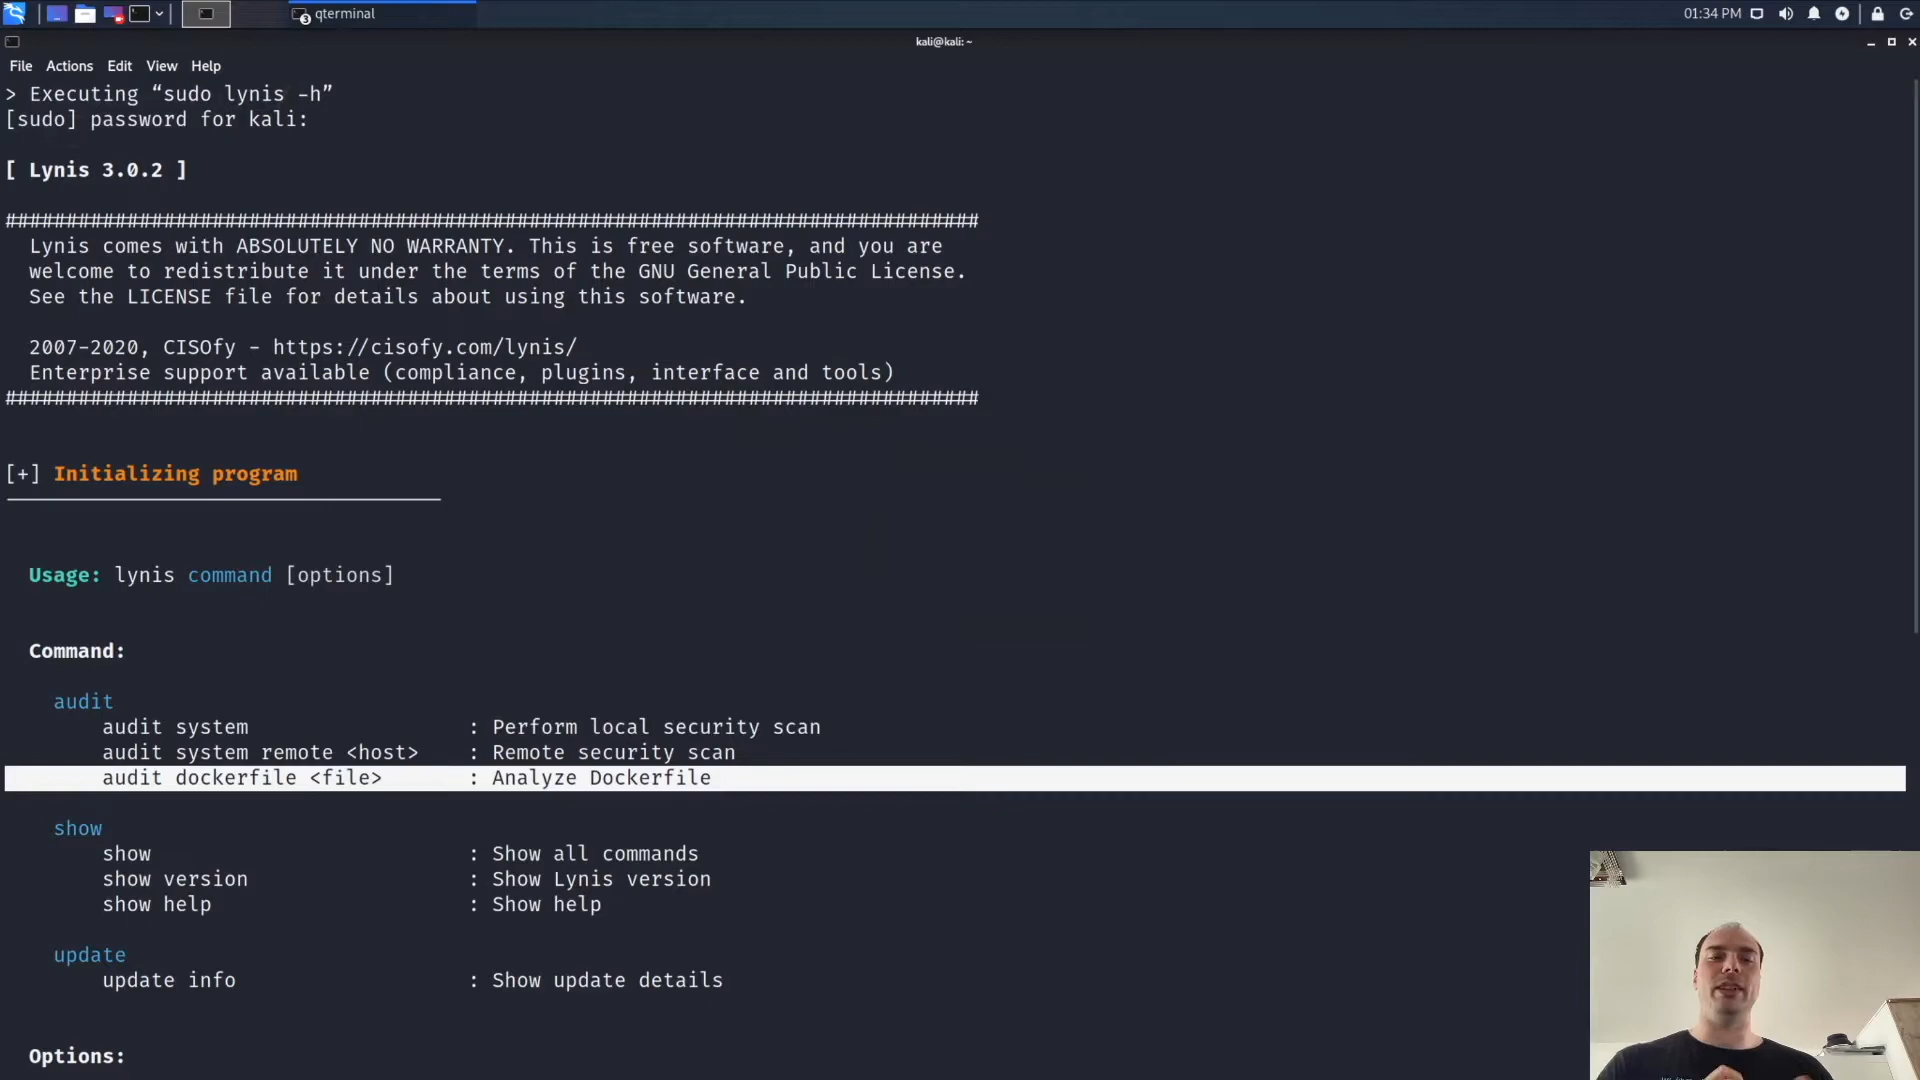 qterminal
01:34 PM
kali@kali: ~
File Actions Edit View Help
> Executing “sudo lynis -h”
[sudo] password for kali:
[ Lynis 3.0.2 ]
################################################################################
Lynis comes with ABSOLUTELY NO WARRANTY. This is free software, and you are
welcome to redistribute it under the terms of the GNU General Public License.
See the LICENSE file for details about using this software.
2007-2020, CISOfy - https://cisofy.com/lynis/
Enterprise support available (compliance, plugins, interface and tools)
################################################################################
[+] Initializing program
Usage: lynis command [options]
Command:
audit
audit system : Perform local security scan
audit system remote <host> : Remote security scan
audit dockerfile <file> : Analyze Dockerfile
show
show : Show all commands
show version : Show Lynis version
show help : Show help
update
update info : Show update details
Options: